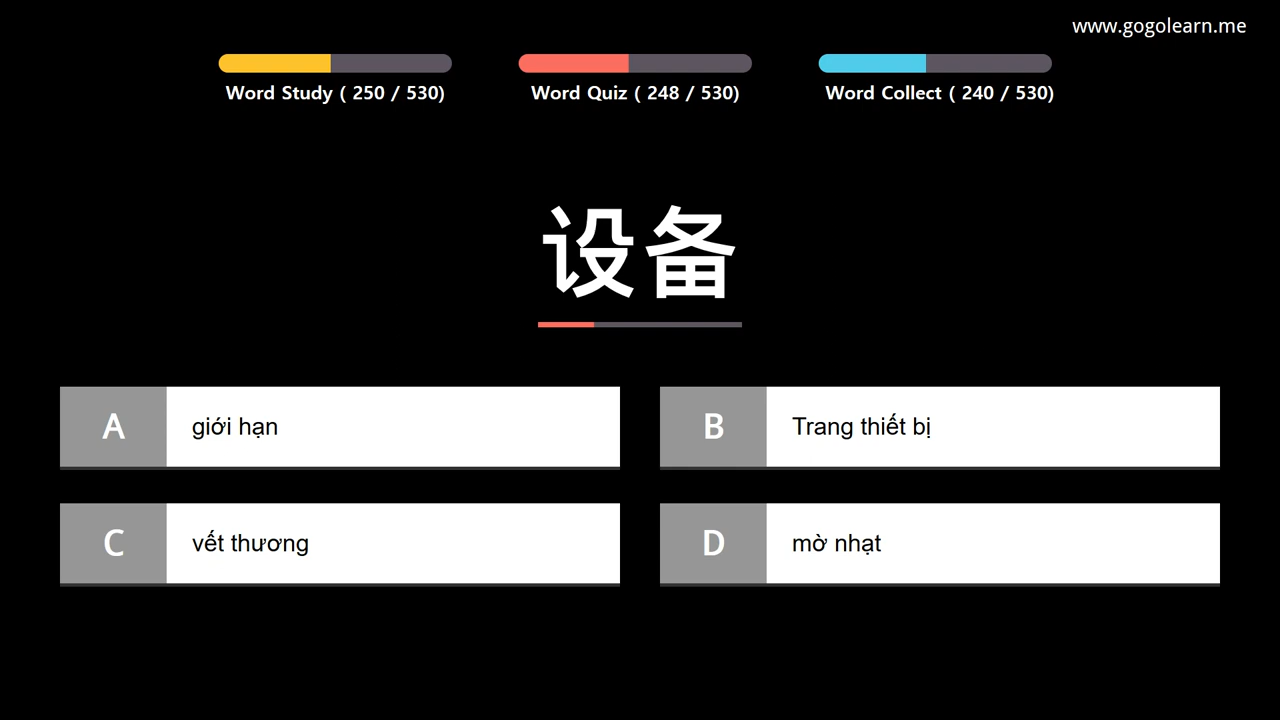 www.gogolearn.me
Word Study ( 250 / 530)
Word Quiz ( 248 / 530)
Word Collect ( 240 / 530)
设备
A giới hạn
B Trang thiết bị
C vết thương
D mờ nhạt